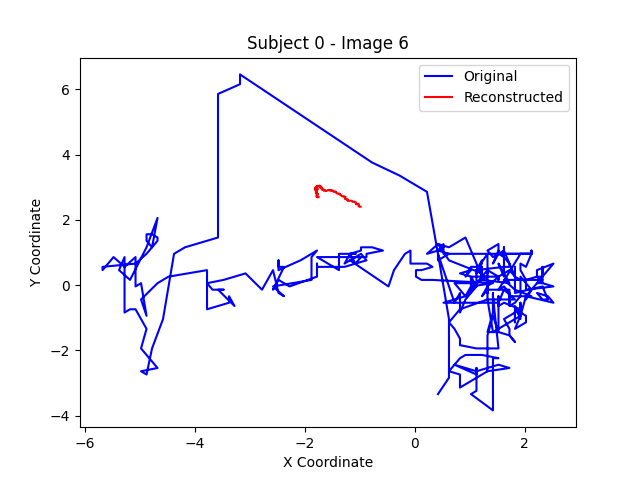 Subject 0 - Image 6
Original
Reconstructed
6
4
2
0
−2
−4
Y Coordinate
−6
−4
−2
0
2
X Coordinate